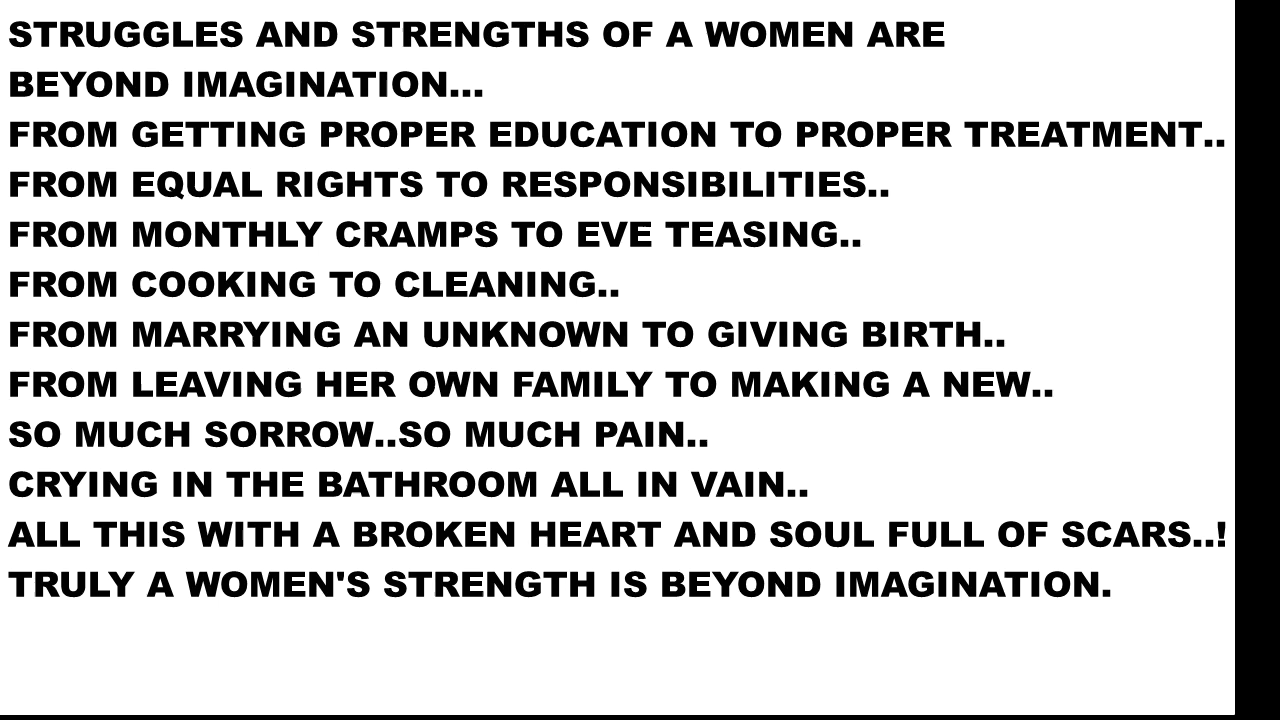 STRUGGLES AND STRENGTHS OF A WOMEN ARE
BEYOND IMAGINATION...
FROM GETTING PROPER EDUCATION TO PROPER TREATMENT..
FROM EQUAL RIGHTS TO RESPONSIBILITIES..
FROM MONTHLY CRAMPS TO EVE TEASING..
FROM COOKING TO CLEANING..
FROM MARRYING AN UNKNOWN TO GIVING BIRTH..
FROM LEAVING HER OWN FAMILY TO MAKING A NEW..
SO MUCH SORROW..SO MUCH PAIN..
CRYING IN THE BATHROOM ALL IN VAIN..
ALL THIS WITH A BROKEN HEART AND SOUL FULL OF SCARS..!
TRULY A WOMEN'S STRENGTH IS BEYOND IMAGINATION.